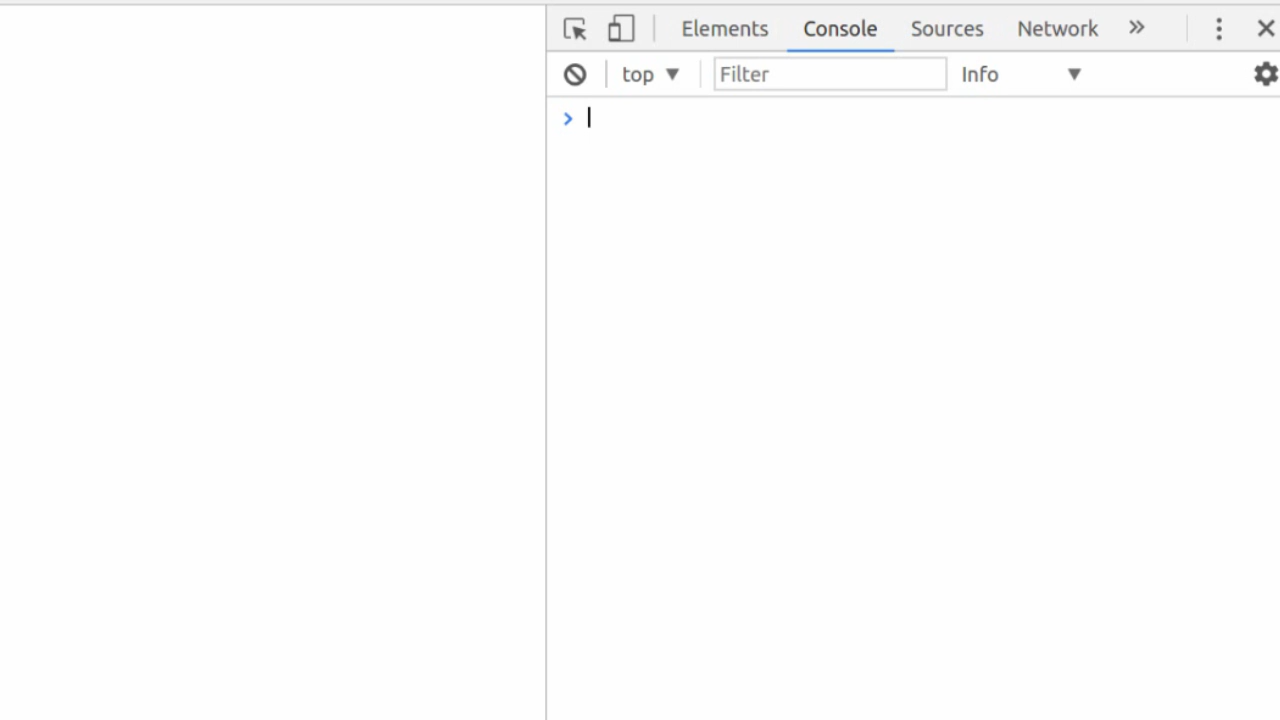 Elements Console Sources Network »
top ▼ Filter Info ▼